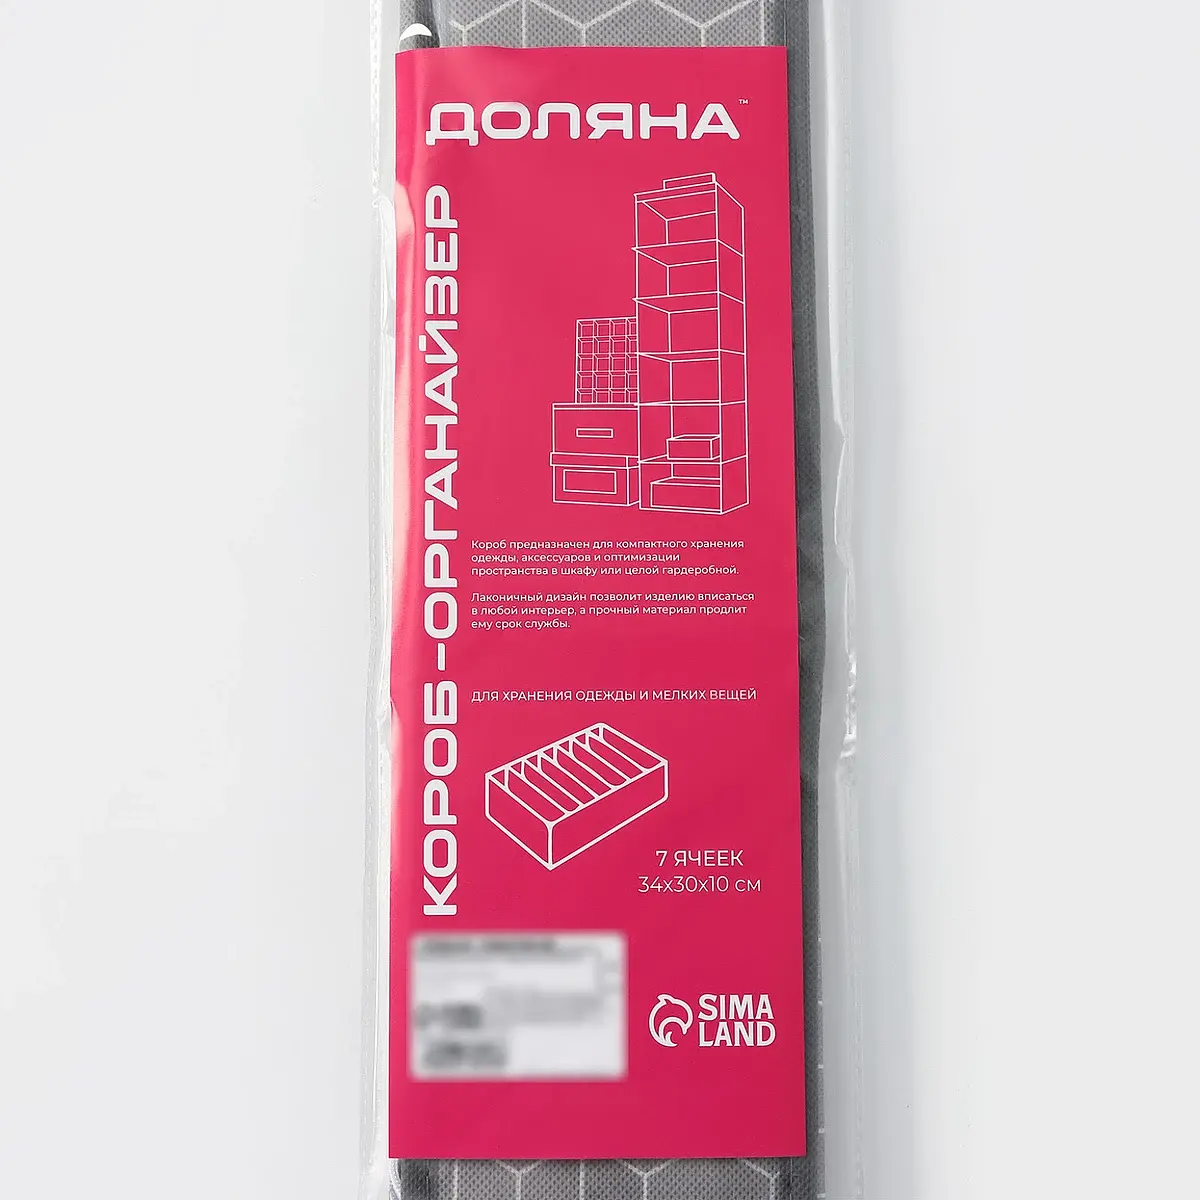 ДОЛЯНА™
КОРОБ-ОРГАНАЙЗЕР
Короб предназначен для компактного хранения
одежды, аксессуаров и оптимизации
пространства в шкафу или целой гардеробной.
Лаконичный дизайн позволит изделию вписаться
в любой интерьер, а прочный материал продлит
ему срок службы.
ДЛЯ ХРАНЕНИЯ ОДЕЖДЫ И МЕЛКИХ ВЕЩЕЙ
7 ЯЧЕЕК
34х30х10 см
SIMA
LAND